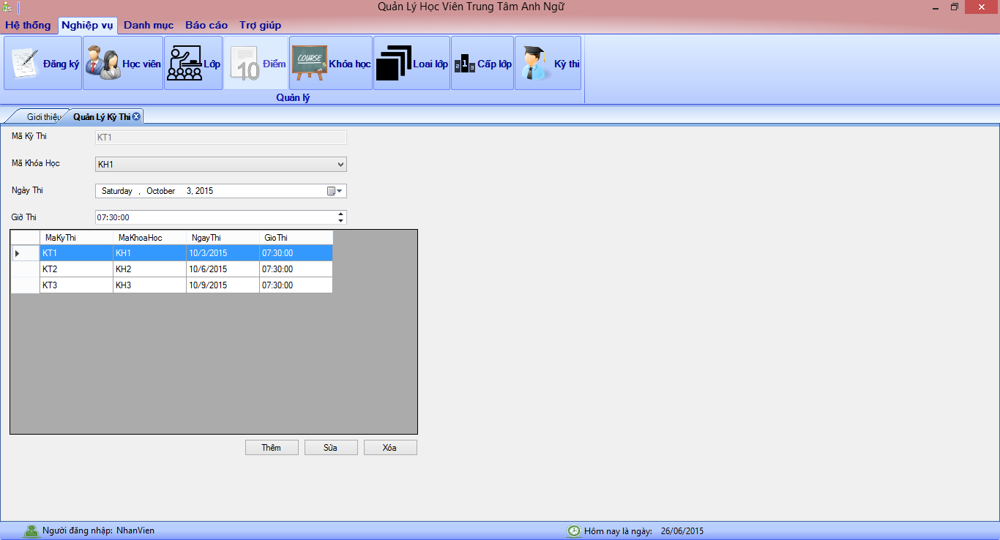 Quản Lý Học Viên Trung Tâm Anh Ngữ
Hệ thống Nghiệp vụ Danh mục Báo cáo Trợ giúp
Đăng ký Học viên Lớp 10 Điểm COURSE Khóa học Loai lớp 2 1 3 Cấp lớp Kỳ thi
Quản lý
Giới thiệu Quản Lý Kỳ Thi
Mã Kỳ Thi KT1
Mã Khóa Học KH1
Ngày Thi Saturday , October 3, 2015
Giờ Thi 07:30:00
MaKyThi MaKhoaHoc NgayThi GioThi
KT1 KH1 10/3/2015 07:30:00
KT2 KH2 10/6/2015 07:30:00
KT3 KH3 10/9/2015 07:30:00
Thêm Sửa Xóa
Người đăng nhập: NhanVien Hôm nay là ngày: 26/06/2015